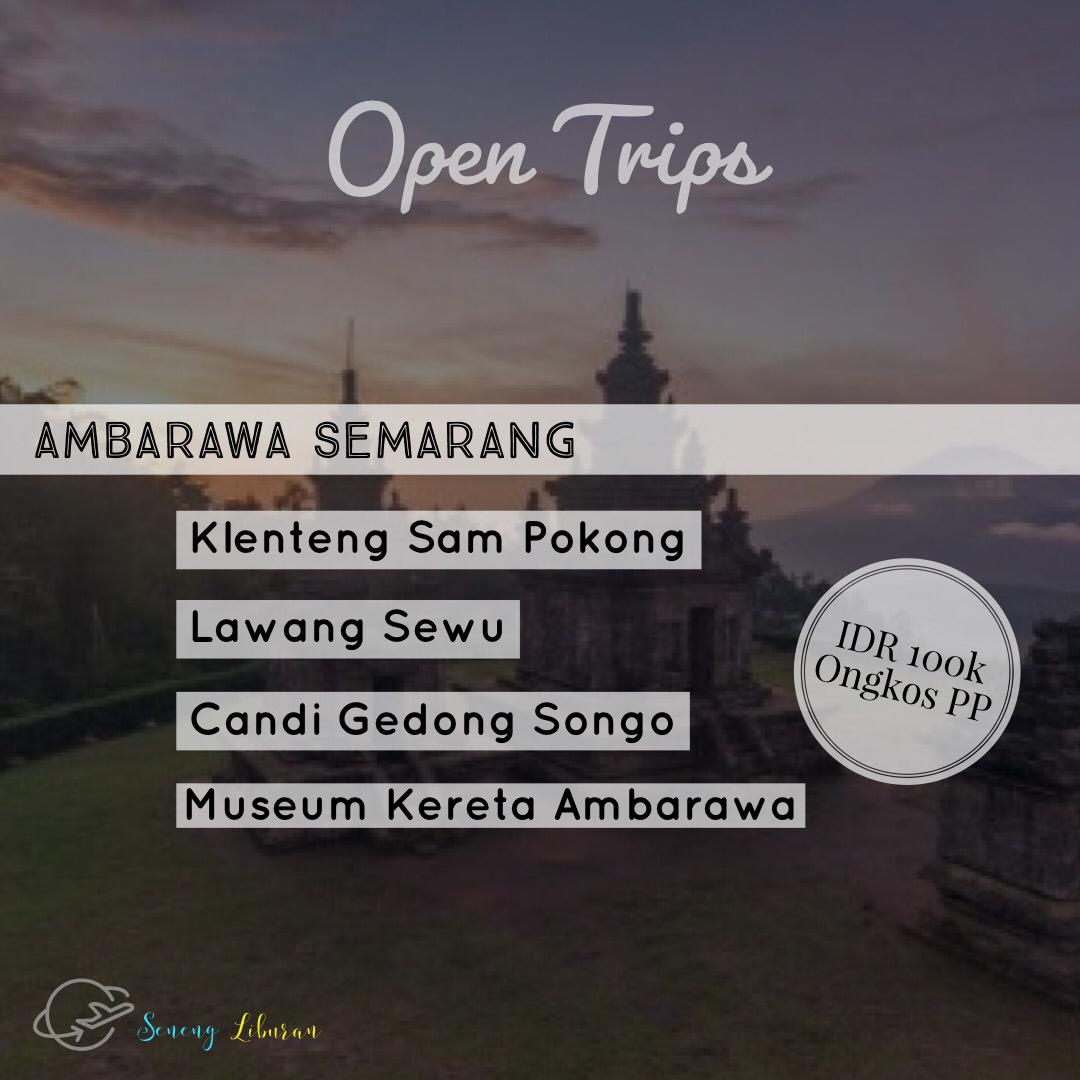 Open Trips
AMBARAWA SEMARANG
Klenteng Sam Pokong
Lawang Sewu
Candi Gedong Songo
Museum Kereta Ambarawa
IDR 100k
Ongkos PP
Seneng Liburan